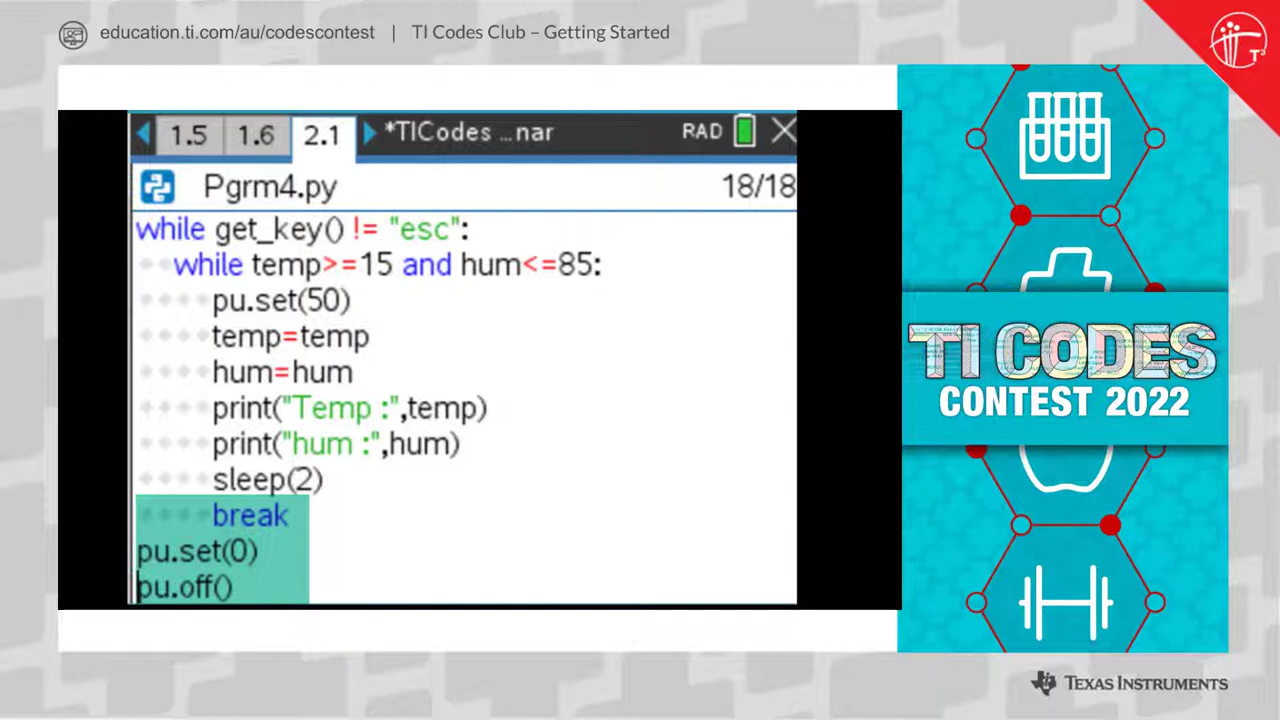 education.ti.com/au/codescontest | TI Codes Club – Getting Started
T³
1.5 1.6 2.1 *TICodes ...nar RAD
Pgrm4.py 18/18
while get_key() != "esc":
while temp>=15 and hum<=85:
pu.set(50)
temp=temp
hum=hum
print("Temp :",temp)
print("hum :",hum)
sleep(2)
break
pu.set(0)
pu.off()
TI CODES
CONTEST 2022
TEXAS INSTRUMENTS